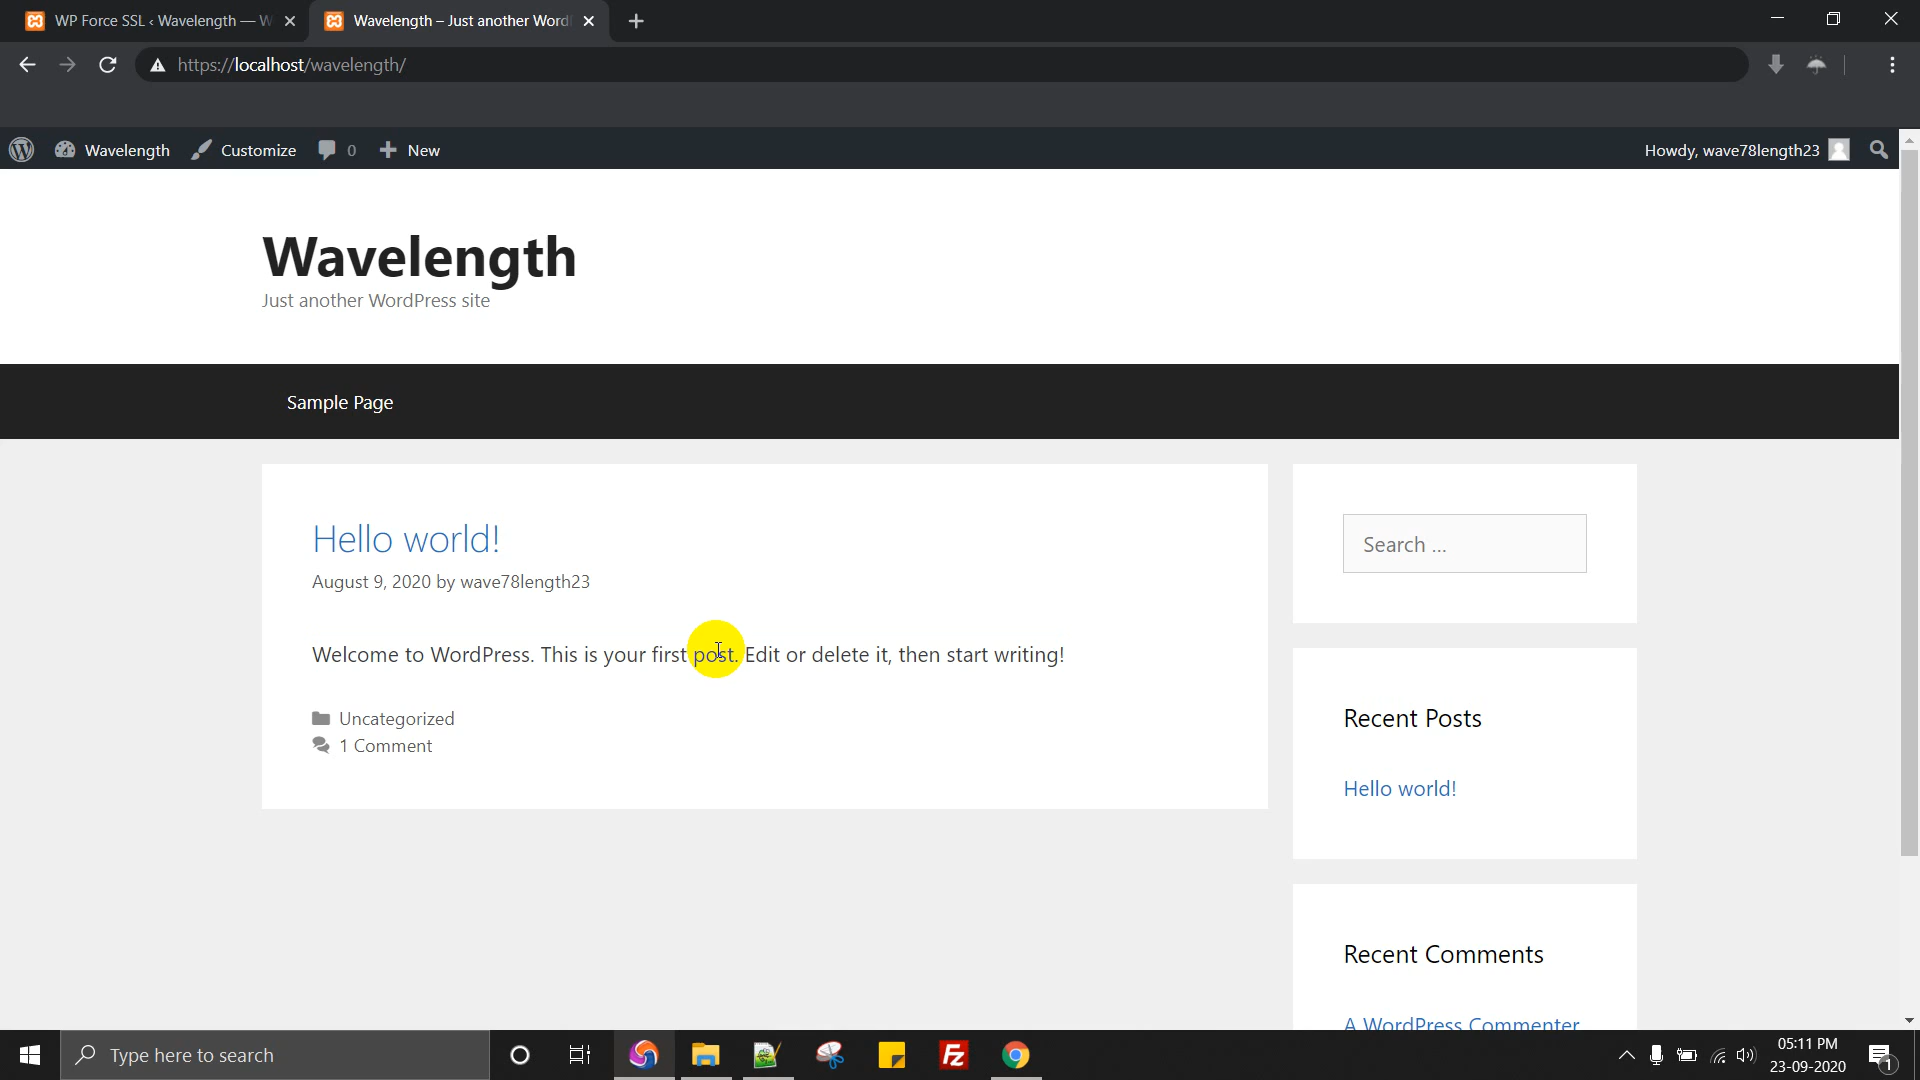 WP Force SSL ‹ Wavelength — W
Wavelength – Just another Word
https://localhost/wavelength/
Wavelength
Customize
0
New
Howdy, wave78length23
Wavelength
Just another WordPress site
Sample Page
Hello world!
August 9, 2020 by wave78length23
Welcome to WordPress. This is your first post. Edit or delete it, then start writing!
Uncategorized
1 Comment
Search ...
Recent Posts
Hello world!
Recent Comments
A WordPress Commenter
Type here to search
Fz
05:11 PM
23-09-2020
1